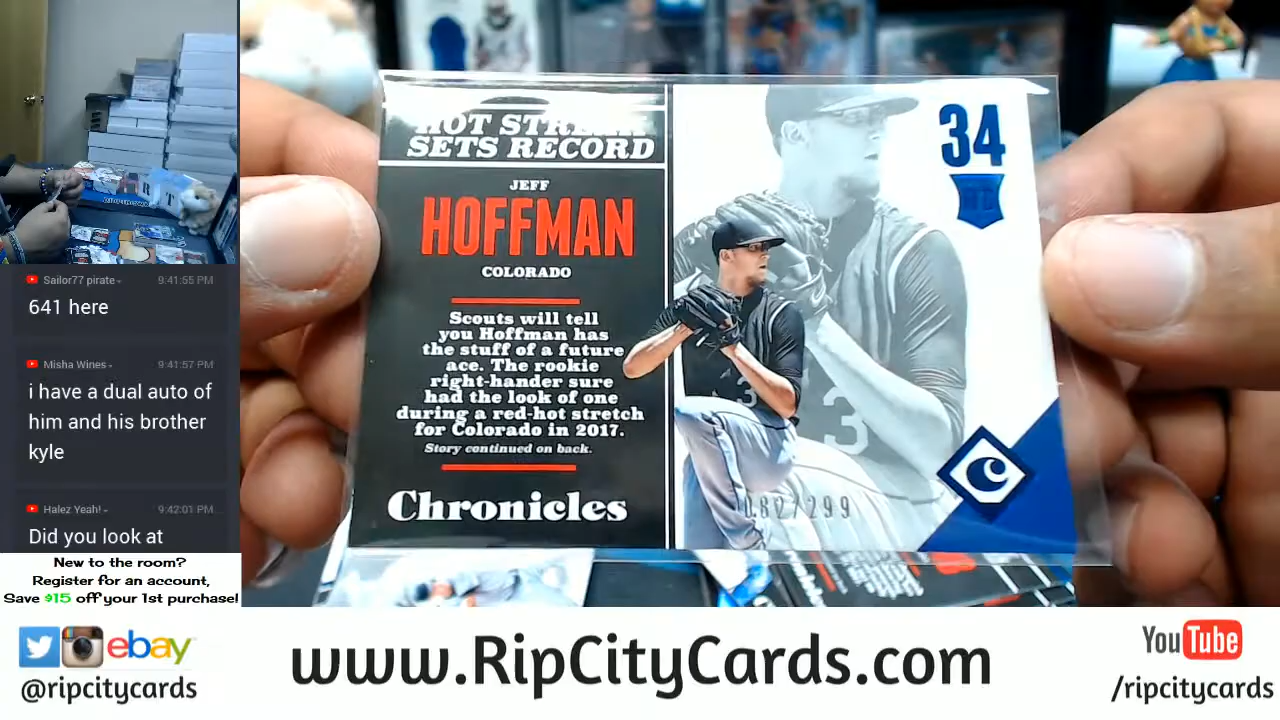 Sailor77 pirate
9:41:55 PM
641 here
Misha Wines
9:41:57 PM
i have a dual auto of
him and his brother
kyle
Halez Yeah!
9:42:01 PM
Did you look at
New to the room?
Register for an account,
Save $15 off your 1st purchase!
HOT STREAK
SETS RECORD
JEFF
HOFFMAN
COLORADO
Scouts will tell
you Hoffman has
the stuff of a future
ace. The rookie
right-hander sure
had the look of one
during a red-hot stretch
for Colorado in 2017.
Story continued on back.
Chronicles
34
RC
3
3
C
082/299
ebay
@ripcitycards
www.RipCityCards.com
YouTube
/ripcitycards